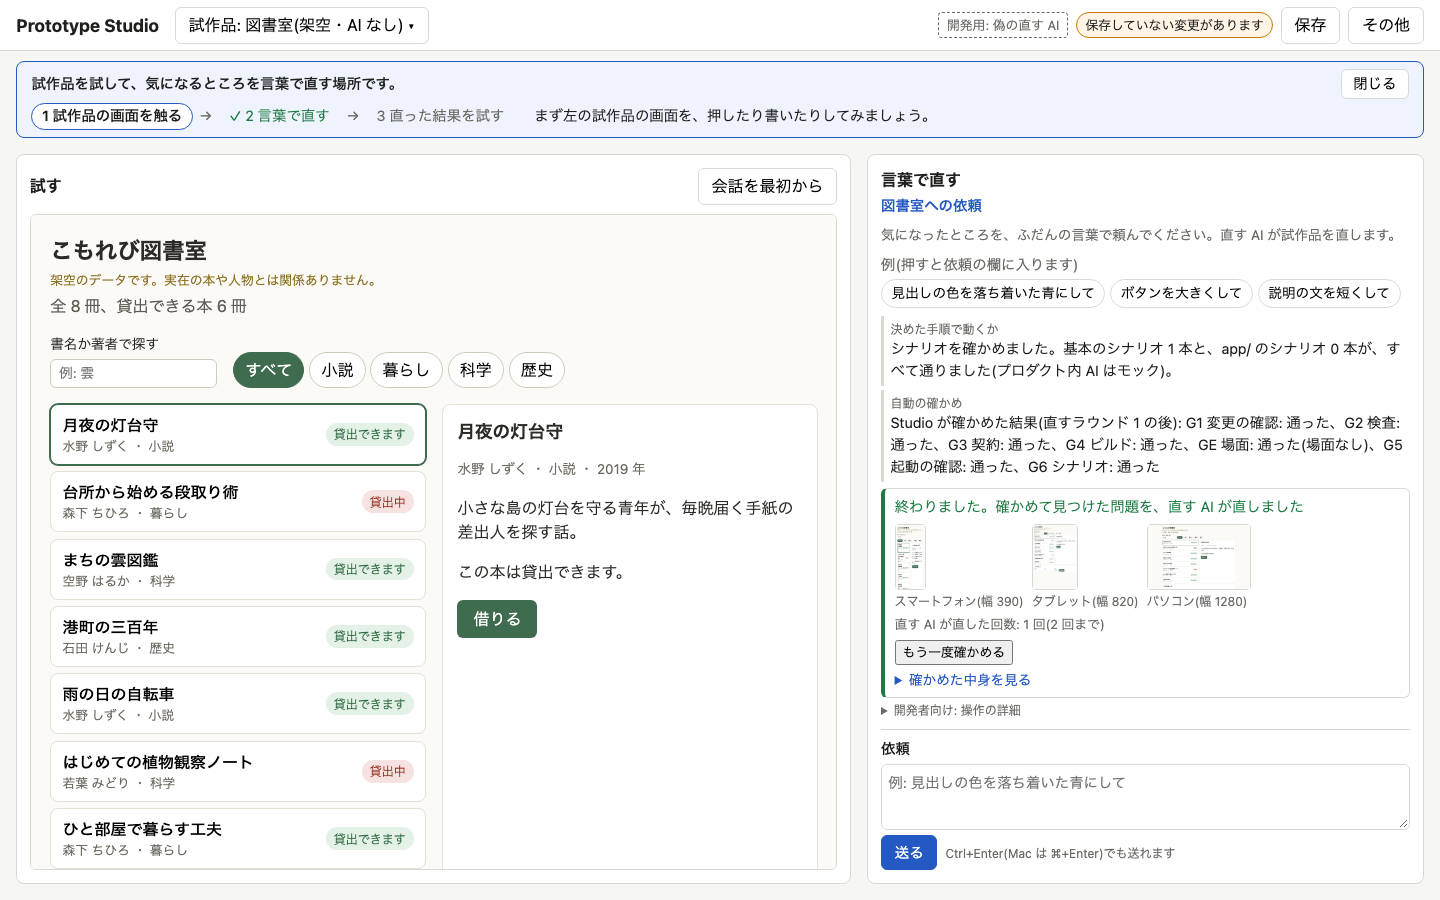 Prototype Studio
試作品: 図書室(架空・AI なし) ▾
開発用: 偽の直す AI
保存していない変更があります
保存
その他
試作品を試して、気になるところを言葉で直す場所です。
閉じる
1 試作品の画面を触る → ✓ 2 言葉で直す → 3 直った結果を試す まず左の試作品の画面を、押したり書いたりしてみましょう。
試す
会話を最初から
こもれび図書室
架空のデータです。実在の本や人物とは関係ありません。
全 8 冊、貸出できる本 6 冊
書名か著者で探す
例: 雲
すべて 小説 暮らし 科学 歴史
月夜の灯台守
水野 しずく ・ 小説
貸出できます
台所から始める段取り術
森下 ちひろ ・ 暮らし
貸出中
まちの雲図鑑
空野 はるか ・ 科学
貸出できます
港町の三百年
石田 けんじ ・ 歴史
貸出できます
雨の日の自転車
水野 しずく ・ 小説
貸出できます
はじめての植物観察ノート
若葉 みどり ・ 科学
貸出中
ひと部屋で暮らす工夫
森下 ちひろ ・ 暮らし
貸出できます
月夜の灯台守
水野 しずく ・ 小説 ・ 2019 年
小さな島の灯台を守る青年が、毎晩届く手紙の
差出人を探す話。
この本は貸出できます。
借りる
言葉で直す
図書室への依頼
気になったところを、ふだんの言葉で頼んでください。直す AI が試作品を直します。
例(押すと依頼の欄に入ります)
見出しの色を落ち着いた青にして ボタンを大きくして 説明の文を短くして
決めた手順で動くか
シナリオを確かめました。基本のシナリオ 1 本と、app/ のシナリオ 0 本が、す
べて通りました(プロダクト内 AI はモック)。
自動の確かめ
Studio が確かめた結果(直すラウンド 1 の後): G1 変更の確認: 通った、G2 検査:
通った、G3 契約: 通った、G4 ビルド: 通った、GE 場面: 通った(場面なし)、G5
起動の確認: 通った、G6 シナリオ: 通った
終わりました。確かめて見つけた問題を、直す AI が直しました
スマートフォン(幅 390) タブレット(幅 820) パソコン(幅 1280)
直す AI が直した回数: 1 回(2 回まで)
もう一度確かめる
▶ 確かめた中身を見る
▶ 開発者向け: 操作の詳細
依頼
例: 見出しの色を落ち着いた青にして
送る
Ctrl+Enter(Mac は ⌘+Enter)でも送れます